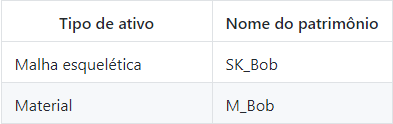 Tipo de ativo Nome do patrimônio
Malha esquelética SK_Bob
Material M_Bob